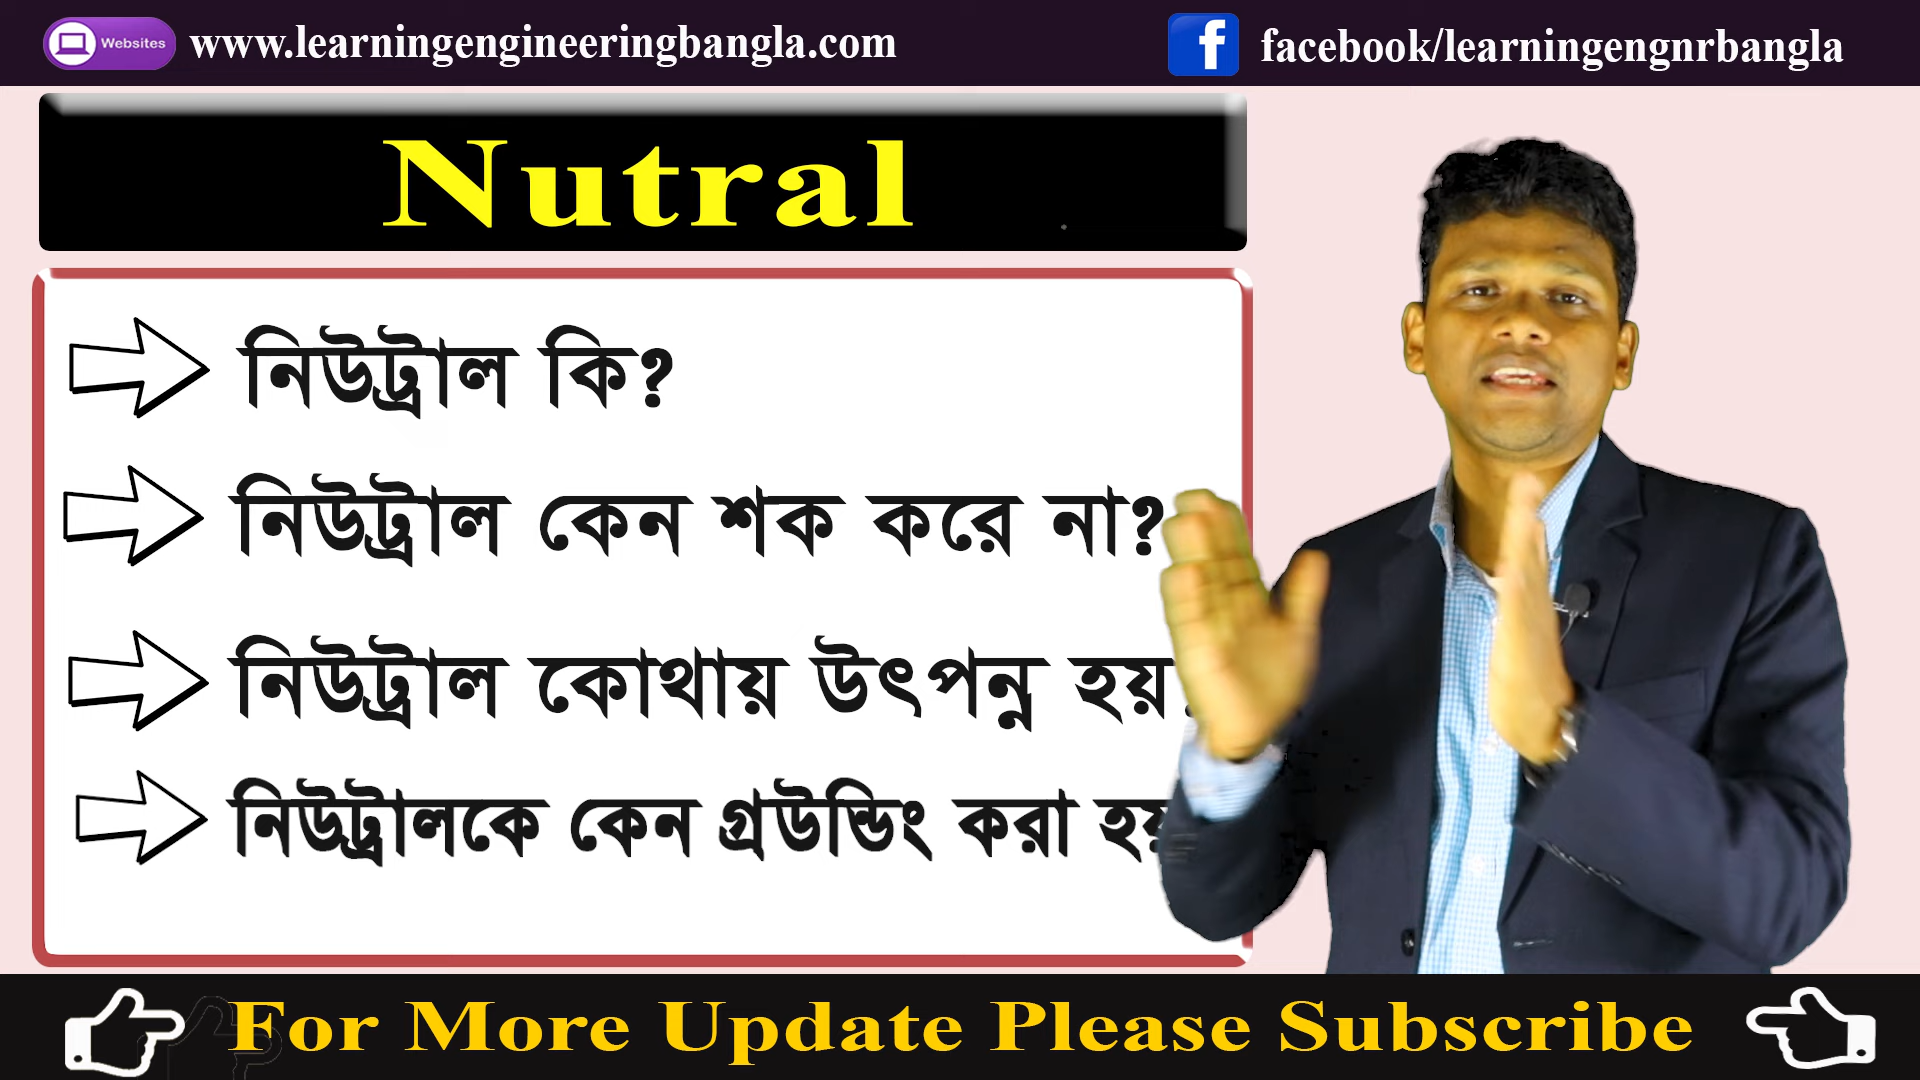 Websites www.learningengineeringbangla.com
facebook/learningengnrbangla
Nutral
নিউট্রাল কি?
নিউট্রাল কেন শক করে না?
নিউট্রাল কোথায় উৎপন্ন হয়
নিউট্রালকে কেন গ্রউন্ডিং করা হয়
For More Update Please Subscribe